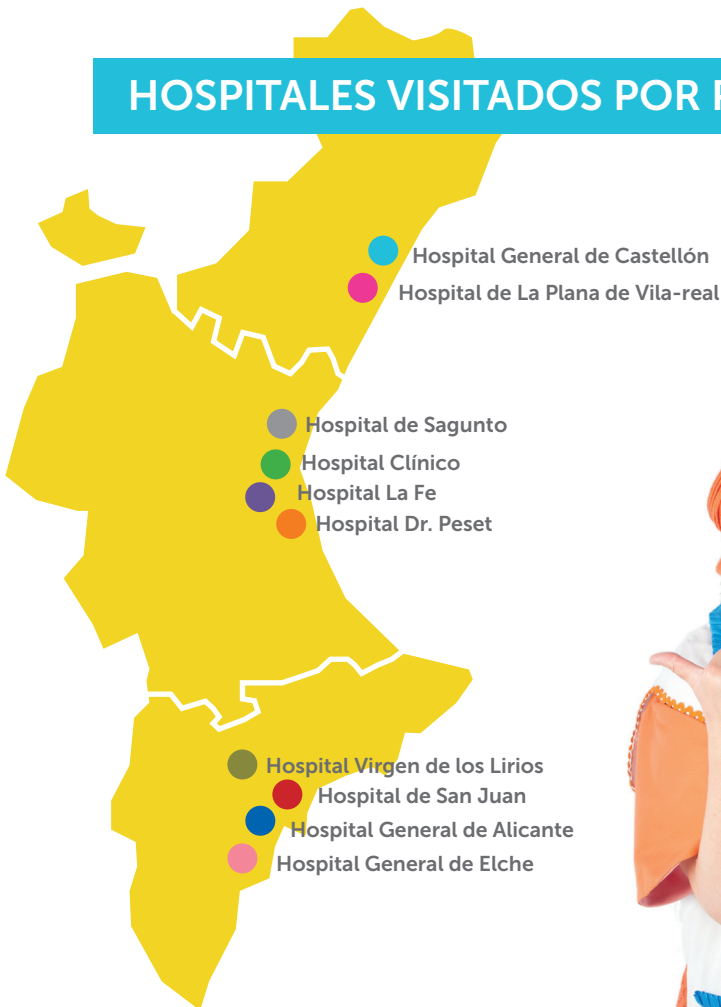 HOSPITALES VISITADOS POR
Hospital General de Castellón
Hospital de La Plana de Vila-real
Hospital de Sagunto
Hospital Clínico
Hospital La Fe
Hospital Dr. Peset
Hospital Virgen de los Lirios
Hospital de San Juan
Hospital General de Alicante
Hospital General de Elche